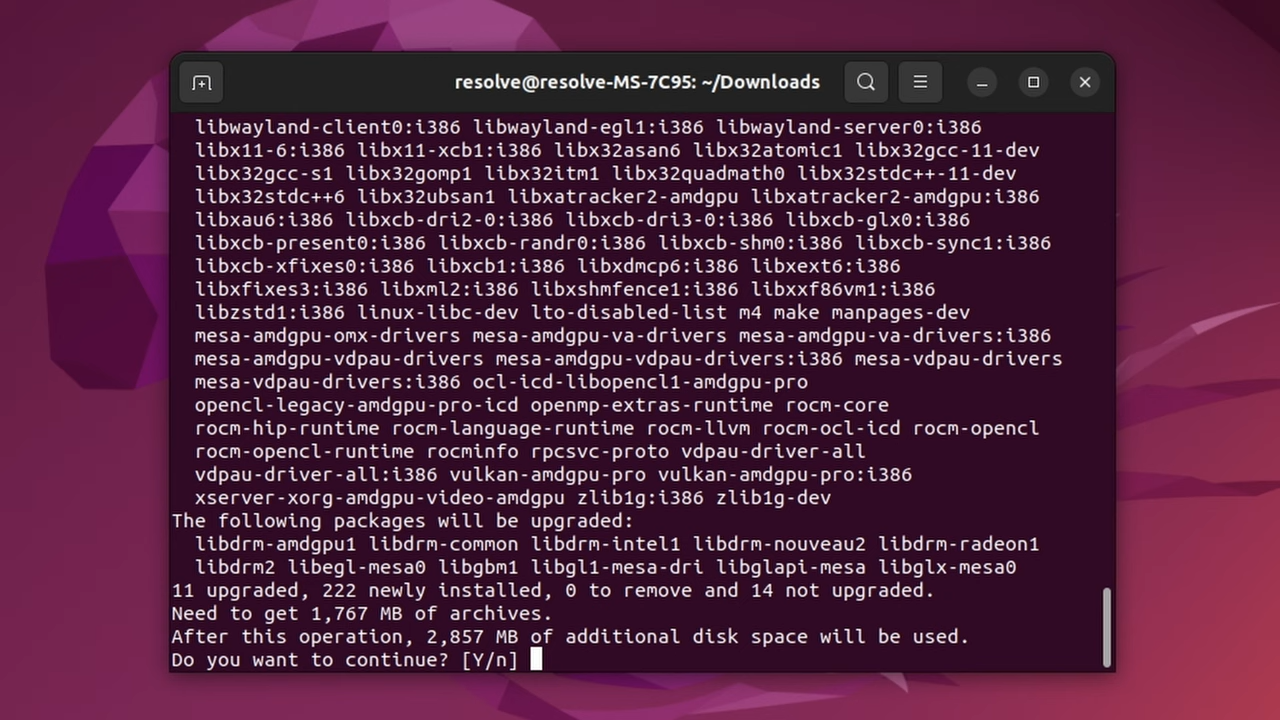 resolve@resolve-MS-7C95: ~/Downloads
libwayland-client0:i386 libwayland-egl1:i386 libwayland-server0:i386
libx11-6:i386 libx11-xcb1:i386 libx32asan6 libx32atomic1 libx32gcc-11-dev
libx32gcc-s1 libx32gomp1 libx32itm1 libx32quadmath0 libx32stdc++-11-dev
libx32stdc++6 libx32ubsan1 libxatracker2-amdgpu libxatracker2-amdgpu:i386
libxau6:i386 libxcb-dri2-0:i386 libxcb-dri3-0:i386 libxcb-glx0:i386
libxcb-present0:i386 libxcb-randr0:i386 libxcb-shm0:i386 libxcb-sync1:i386
libxcb-xfixes0:i386 libxcb1:i386 libxdmcp6:i386 libxext6:i386
libxfixes3:i386 libxml2:i386 libxshmfence1:i386 libxxf86vm1:i386
libzstd1:i386 linux-libc-dev lto-disabled-list m4 make manpages-dev
mesa-amdgpu-omx-drivers mesa-amdgpu-va-drivers mesa-amdgpu-va-drivers:i386
mesa-amdgpu-vdpau-drivers mesa-amdgpu-vdpau-drivers:i386 mesa-vdpau-drivers
mesa-vdpau-drivers:i386 ocl-icd-libopencl1-amdgpu-pro
opencl-legacy-amdgpu-pro-icd openmp-extras-runtime rocm-core
rocm-hip-runtime rocm-language-runtime rocm-llvm rocm-ocl-icd rocm-opencl
rocm-opencl-runtime rocminfo rpcsvc-proto vdpau-driver-all
vdpau-driver-all:i386 vulkan-amdgpu-pro vulkan-amdgpu-pro:i386
xserver-xorg-amdgpu-video-amdgpu zlib1g:i386 zlib1g-dev
The following packages will be upgraded:
libdrm-amdgpu1 libdrm-common libdrm-intel1 libdrm-nouveau2 libdrm-radeon1
libdrm2 libegl-mesa0 libgbm1 libgl1-mesa-dri libglapi-mesa libglx-mesa0
11 upgraded, 222 newly installed, 0 to remove and 14 not upgraded.
Need to get 1,767 MB of archives.
After this operation, 2,857 MB of additional disk space will be used.
Do you want to continue? [Y/n]